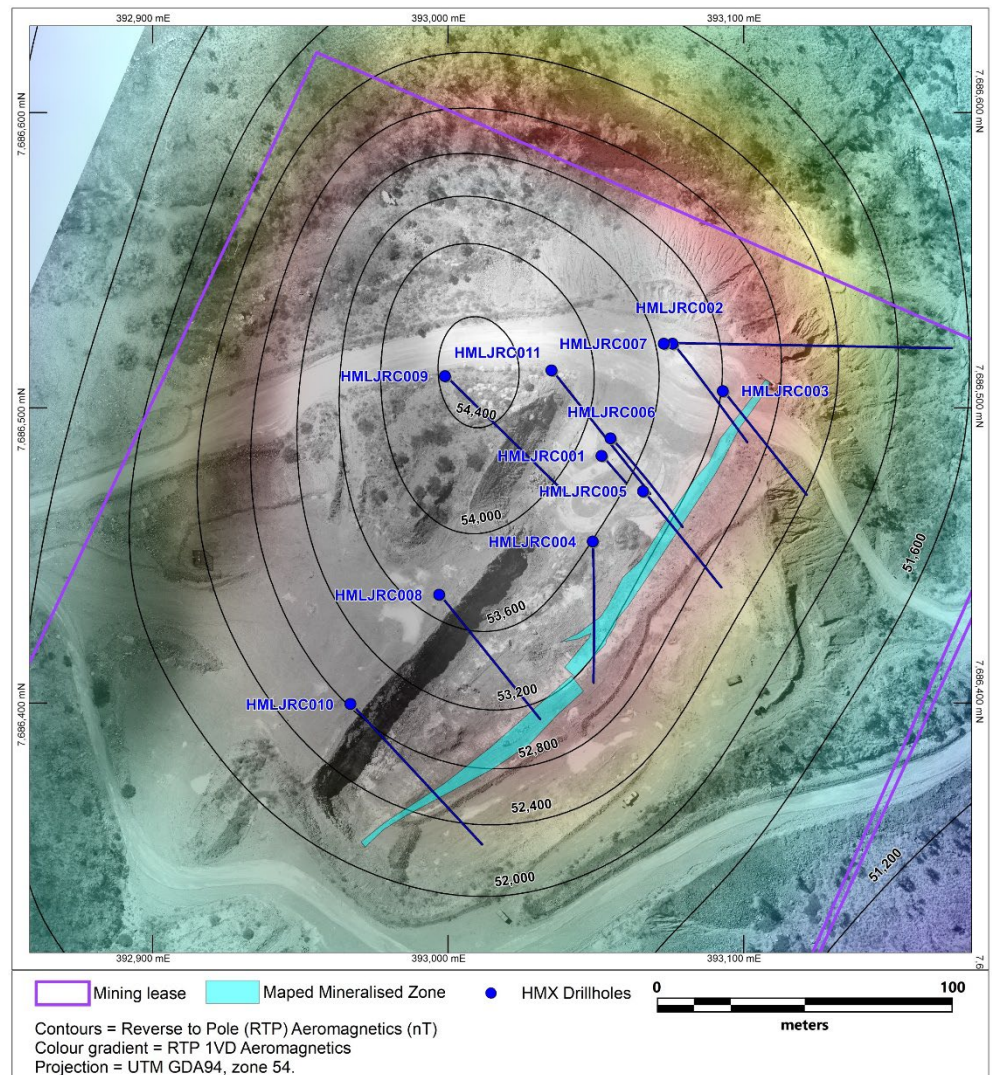 392,900 mE
393,000 mE
393,100 mE
7,686,600 mN
7,686,600 mN
HMLJRC002
HMLJRC011
HMLJRC007
HMLJRC009
HMLJRC003
54,400
HMLJRC006
7,686,500 mN
7,686,500 mN
HMLJRC001
HMLJRC005
54,000
HMLJRC004
51,600
HMLJRC008
53,600
53,200
HMLJRC010
7,686,400 mN
7,686,400 mN
52,800
52,400
52,000
51,200
7,6
392,900 mE
393,000 mE
393,100 mE
Mining lease
Maped Mineralised Zone
HMX Drillholes
0
100
meters
Contours = Reverse to Pole (RTP) Aeromagnetics (nT)
Colour gradient = RTP 1VD Aeromagnetics
Projection = UTM GDA94, zone 54.